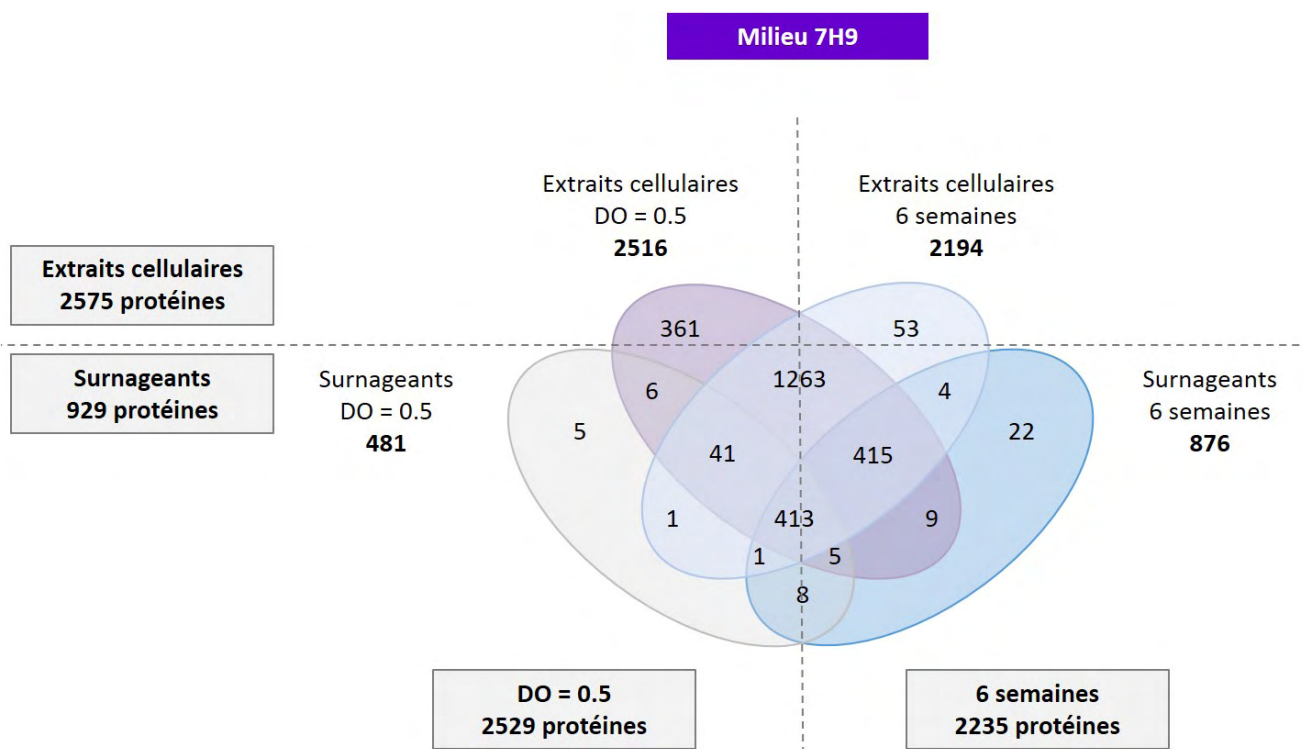 Milieu 7H9
Extraits cellulaires
DO = 0.5
2516
Extraits cellulaires
6 semaines
2194
Extraits cellulaires
2575 protéines
Surnageants
929 protéines
Surnageants
DO = 0.5
481
Surnageants
6 semaines
876
361
53
6
1263
4
5
41
415
22
1
413
9
1
5
8
DO = 0.5
2529 protéines
6 semaines
2235 protéines